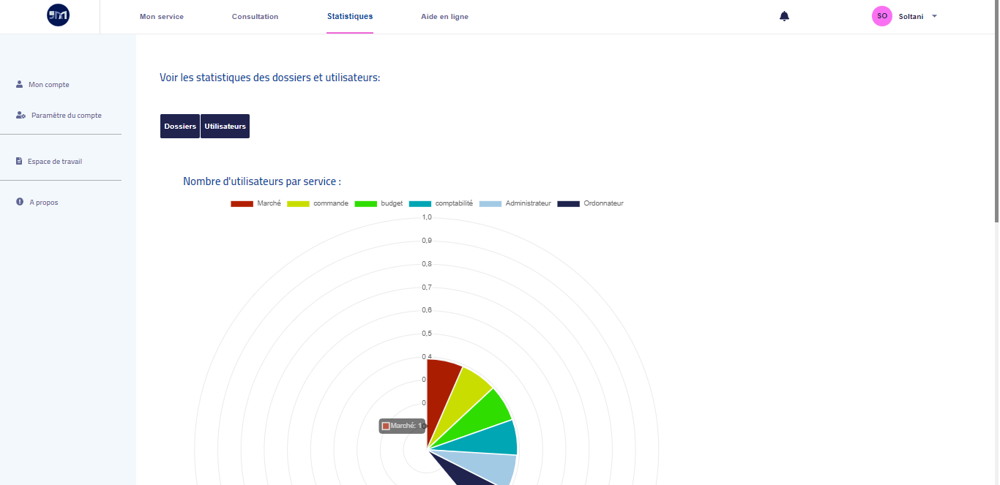 Mon service Consultation Statistiques Aide en ligne SO Soltani
Mon compte
Paramètre du compte
Espace de travail
A propos
Voir les statistiques des dossiers et utilisateurs:
Dossiers Utilisateurs
Nombre d'utilisateurs par service :
Marché commande budget comptabilité Administrateur Ordonnateur
1,0
0,9
0,8
0,7
0,6
0,5
0,4
Marché: 1